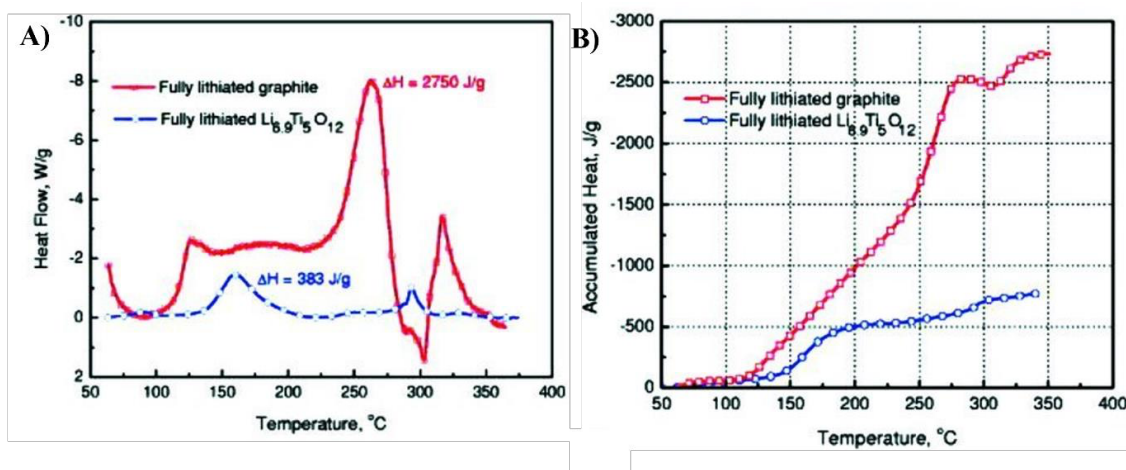 A)
-10
-8
-6
-4
-2
0
2
Heat Flow, W/g
ΔH = 2750 J/g
Fully lithiated graphite
Fully lithiated Li6.9Ti5O12
ΔH = 383 J/g
50 100 150 200 250 300 350 400
Temperature, °C
B)
-3000
-2500
-2000
-1500
-1000
-500
0
Accumulated Heat, J/g
Fully lithiated graphite
Fully lithiated Li6.9Ti5O12
50 100 150 200 250 300 350 400
Temperature, °C